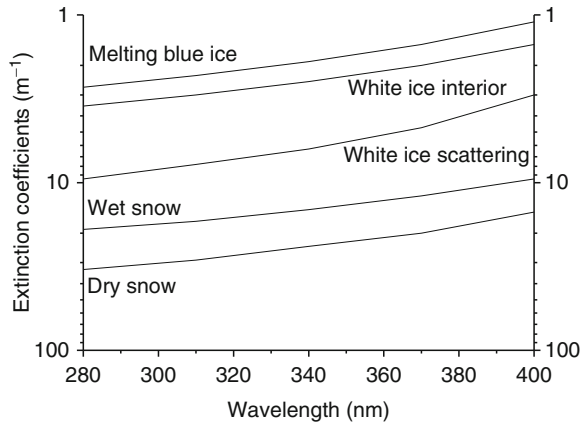 Extinction coefficients (m⁻¹)
1
10
100
1
10
100
Melting blue ice
White ice interior
White ice scattering
Wet snow
Dry snow
280 300 320 340 360 380 400
Wavelength (nm)